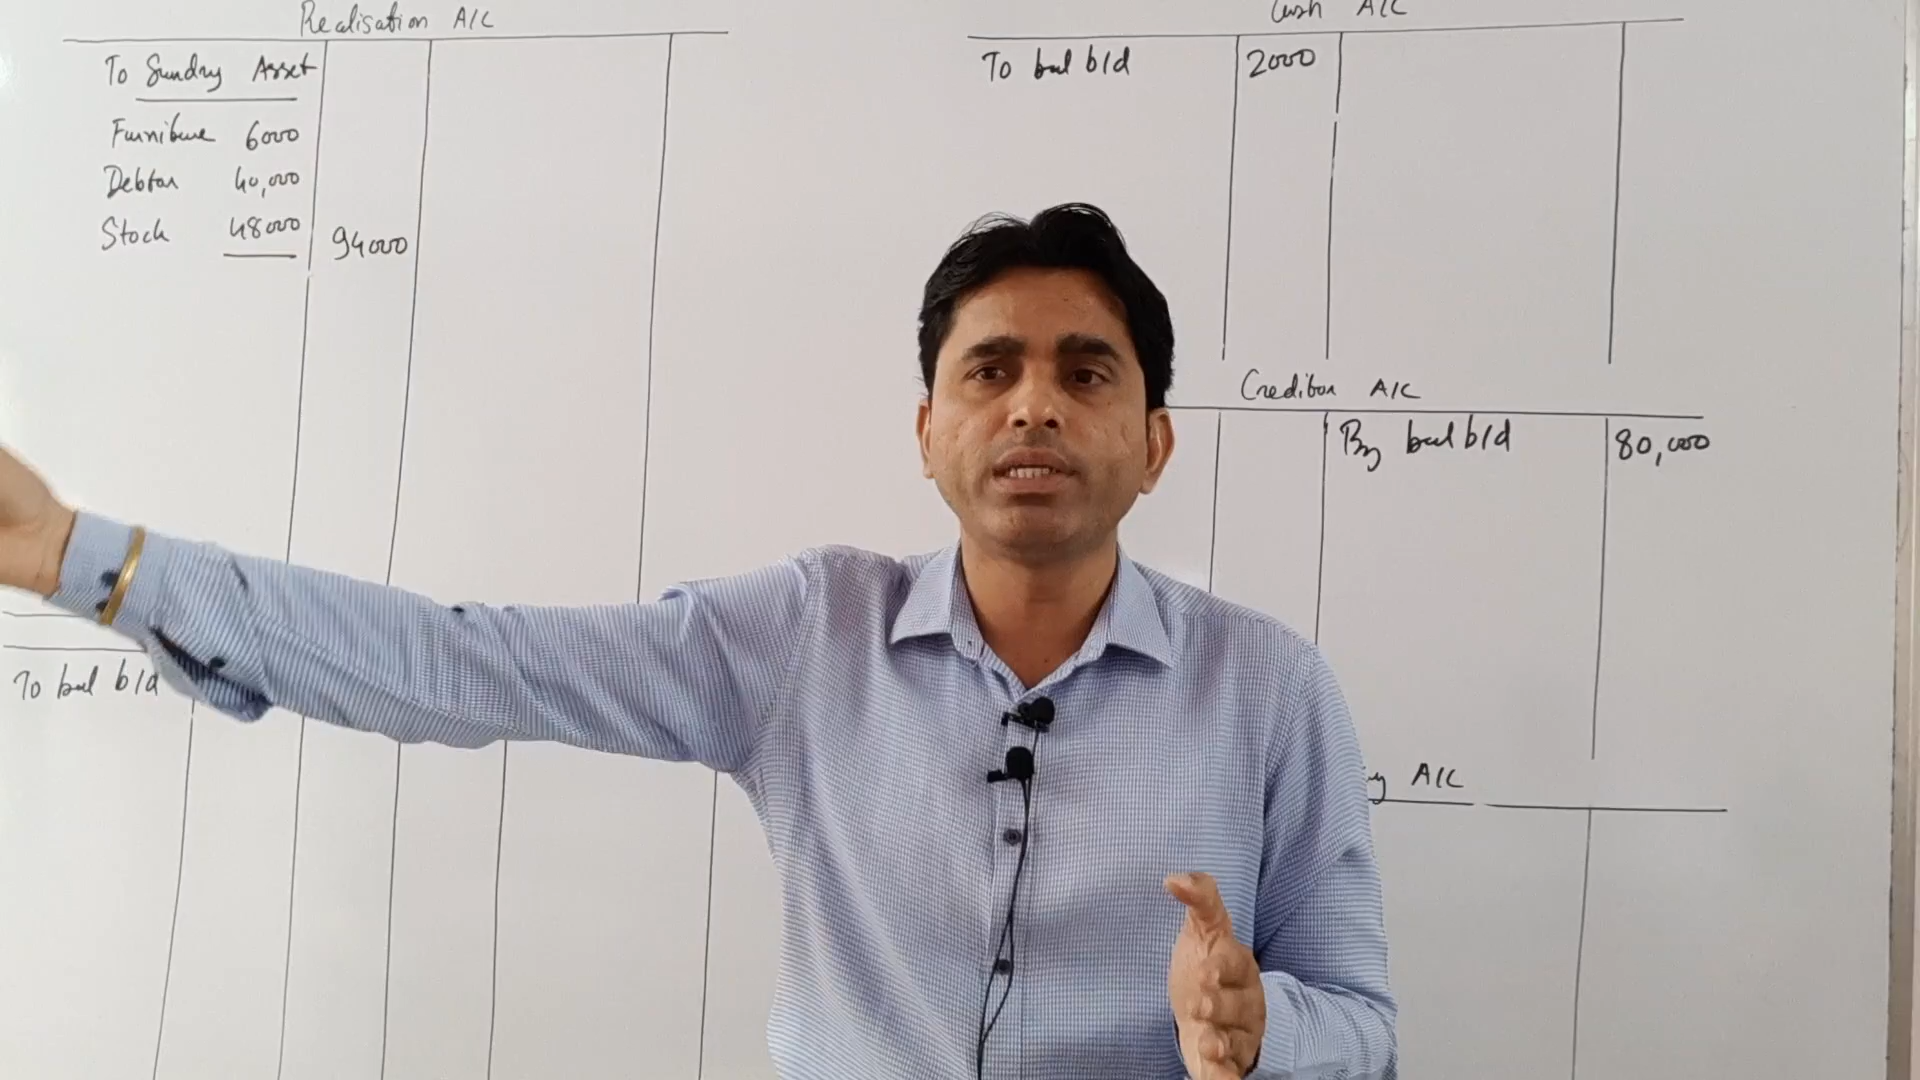 Realisation A/C
To Sundry Asset
Furniture 6000
Debtor 40,000
Stock 48000 94000
Cash A/C
To bal b/d 2000
Creditor A/C
By bal b/d 80,000
To bal b/d
A/C